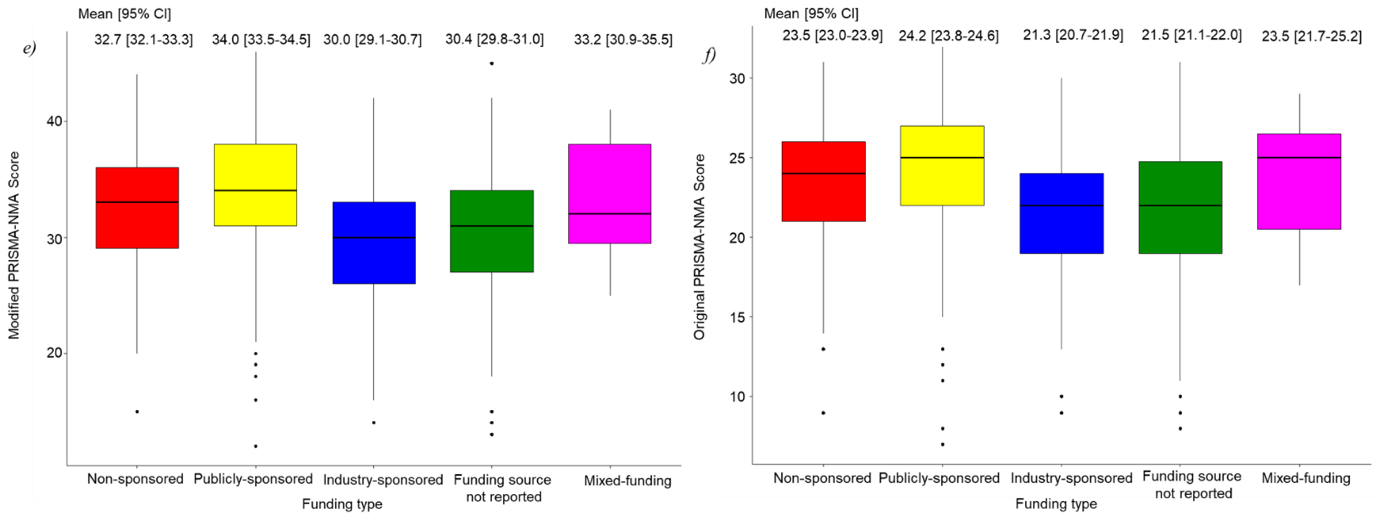 Mean [95% CI]
e)
32.7 [32.1-33.3] 34.0 [33.5-34.5] 30.0 [29.1-30.7] 30.4 [29.8-31.0] 33.2 [30.9-35.5]
Modified PRISMA-NMA Score
40
30
20
Non-sponsored Publicly-sponsored Industry-sponsored Funding source not reported Mixed-funding
Funding type
Mean [95% CI]
f)
23.5 [23.0-23.9] 24.2 [23.8-24.6] 21.3 [20.7-21.9] 21.5 [21.1-22.0] 23.5 [21.7-25.2]
Original PRISMA-NMA Score
30
25
20
15
10
Non-sponsored Publicly-sponsored Industry-sponsored Funding source not reported Mixed-funding
Funding type